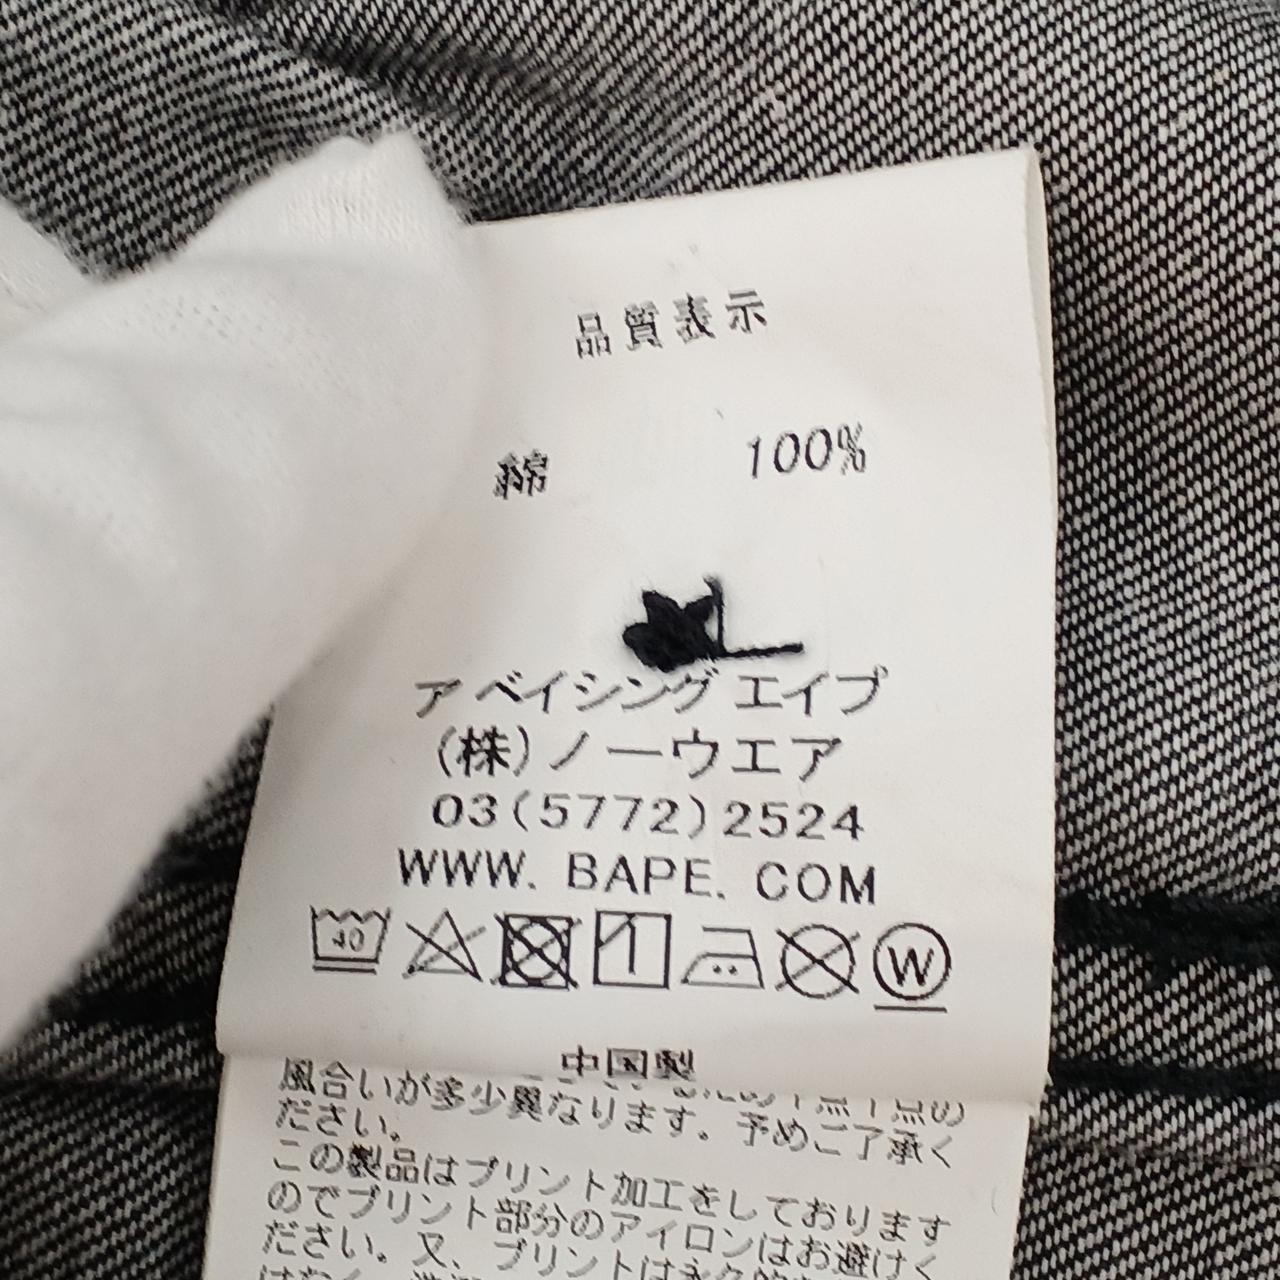 品質表示
綿 100%
ア ベイシング エイプ
(株)ノーウエア
03(5772)2524
WWW. BAPE. COM
40
W
中国製
風合いが多少異なります。予めご了承く
ださい。
この製品はプリント加工をしております
のでプリント部分のアイロンはお避けく
ださい。又、プリントは永久的